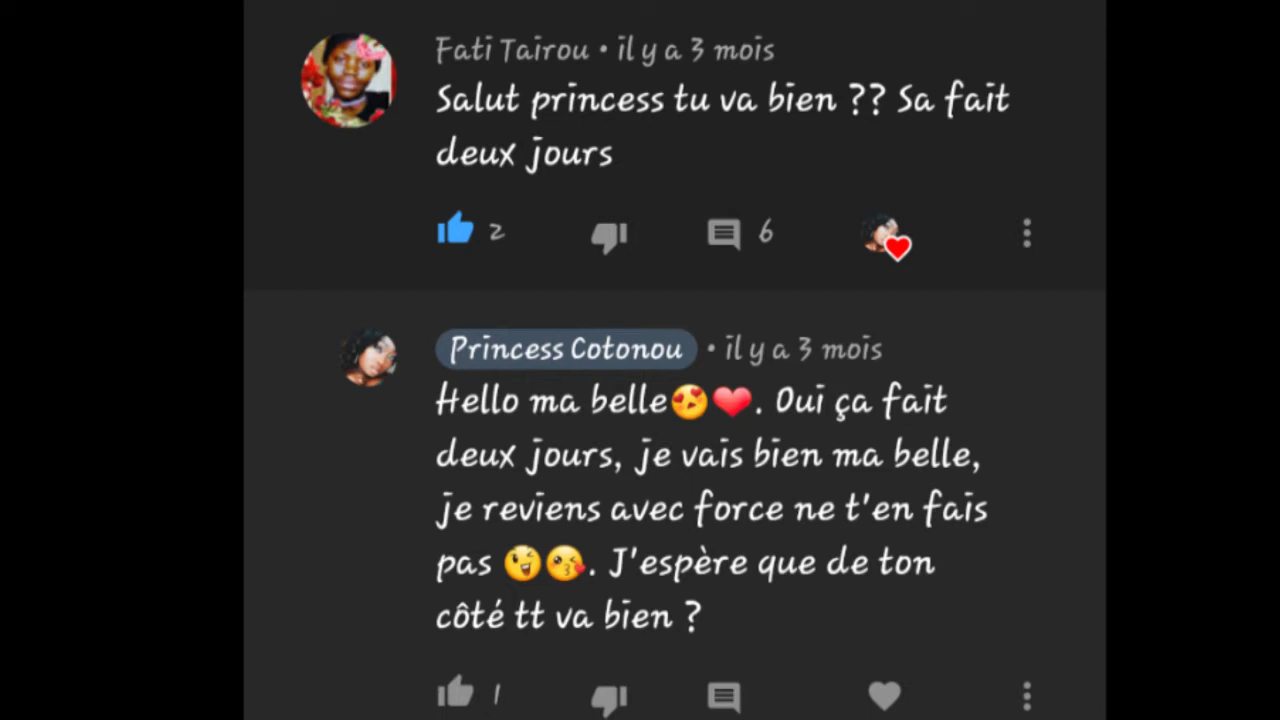 Fati Tairou • il y a 3 mois
Salut princess tu va bien ?? Sa fait
deux jours
2 6
Princess Cotonou • il y a 3 mois
Hello ma belle😍❤. Oui ça fait
deux jours, je vais bien ma belle,
je reviens avec force ne t'en fais
pas 😉😘. J'espère que de ton
côté tt va bien ?
1